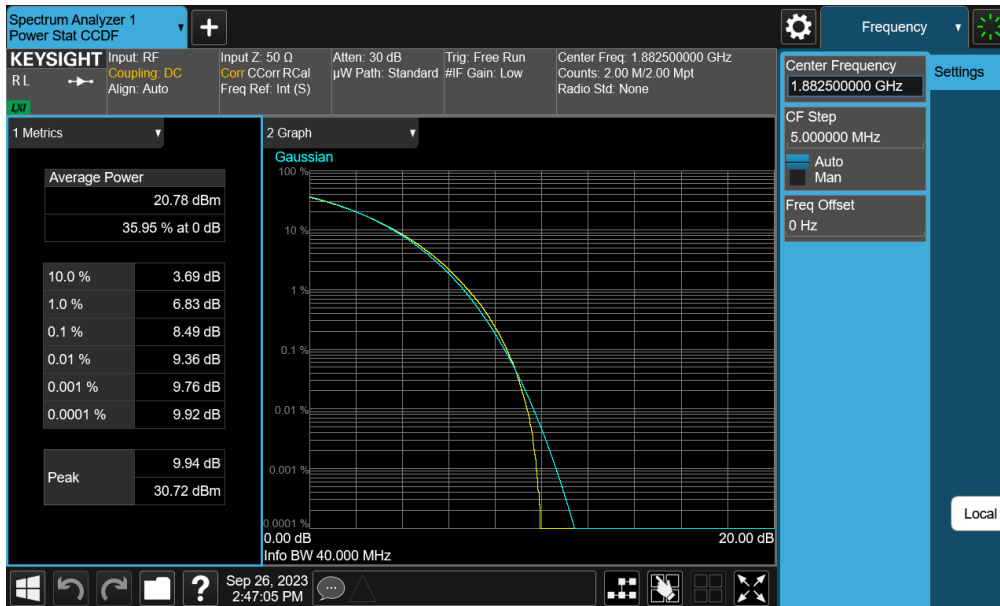 Spectrum Analyzer 1
Power Stat CCDF
+
Frequency
KEYSIGHT
R L
LXI
Input: RF
Coupling: DC
Align: Auto
Input Z: 50 Ω
Corr CCorr RCal
Freq Ref: Int (S)
Atten: 30 dB
µW Path: Standard
Trig: Free Run
#IF Gain: Low
Center Freq: 1.882500000 GHz
Counts: 2.00 M/2.00 Mpt
Radio Std: None
Center Frequency
1.882500000 GHz
Settings
CF Step
5.000000 MHz
Auto
Man
Freq Offset
0 Hz
1 Metrics
Average Power
20.78 dBm
35.95 % at 0 dB
10.0 % 3.69 dB
1.0 % 6.83 dB
0.1 % 8.49 dB
0.01 % 9.36 dB
0.001 % 9.76 dB
0.0001 % 9.92 dB
Peak
9.94 dB
30.72 dBm
2 Graph
Gaussian
100 %
10 %
1 %
0.1 %
0.01 %
0.001 %
0.0001 %
0.00 dB 20.00 dB
Info BW 40.000 MHz
Local
?
Sep 26, 2023
2:47:05 PM